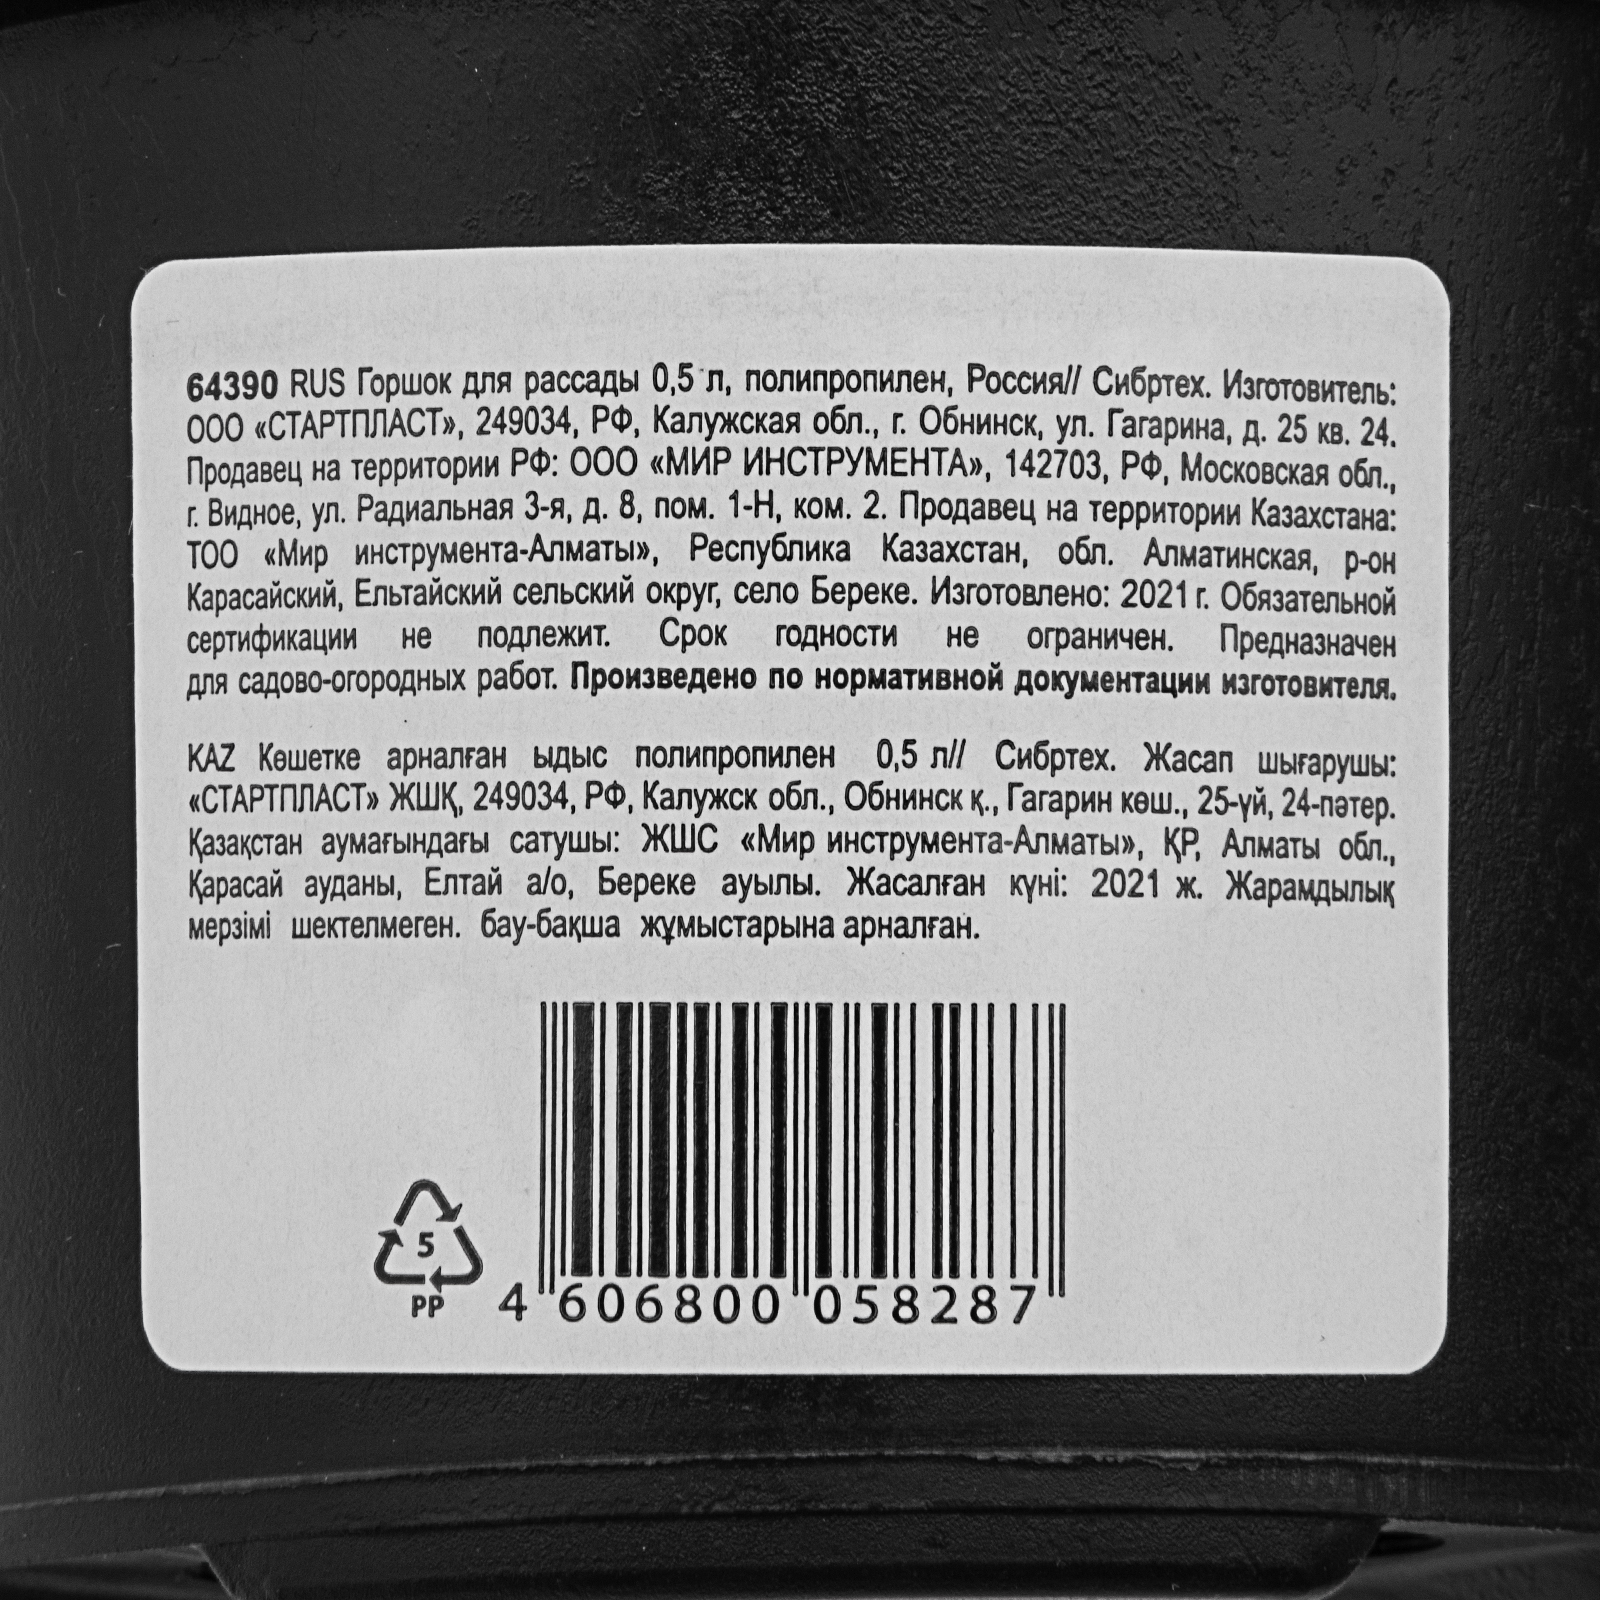 64390 RUS Горшок для рассады 0,5 л, полипропилен, Россия// Сибртех. Изготовитель:
ООО «СТАРТПЛАСТ», 249034, РФ, Калужская обл., г. Обнинск, ул. Гагарина, д. 25 кв. 24.
Продавец на территории РФ: ООО «МИР ИНСТРУМЕНТА», 142703, РФ, Московская обл.,
г. Видное, ул. Радиальная 3-я, д. 8, пом. 1-Н, ком. 2. Продавец на территории Казахстана:
ТОО «Мир инструмента-Алматы», Республика Казахстан, обл. Алматинская, р-он
Карасайский, Ельтайский сельский округ, село Береке. Изготовлено: 2021 г. Обязательной
сертификации не подлежит. Срок годности не ограничен. Предназначен
для садово-огородных работ. Произведено по нормативной документации изготовителя.
KAZ Көшетке арналған ыдыс полипропилен 0,5 л// Сибртех. Жасап шығарушы:
«СТАРТПЛАСТ» ЖШҚ, 249034, РФ, Калужск обл., Обнинск қ., Гагарин көш., 25-үй, 24-пәтер.
Қазақстан аумағындағы сатушы: ЖШС «Мир инструмента-Алматы», ҚР, Алматы обл.,
Қарасай ауданы, Елтай а/о, Береке ауылы. Жасалған күні: 2021 ж. Жарамдылық
мерзімі шектелмеген. бау-бақша жұмыстарына арналған.
5
PP
4 606800 058287